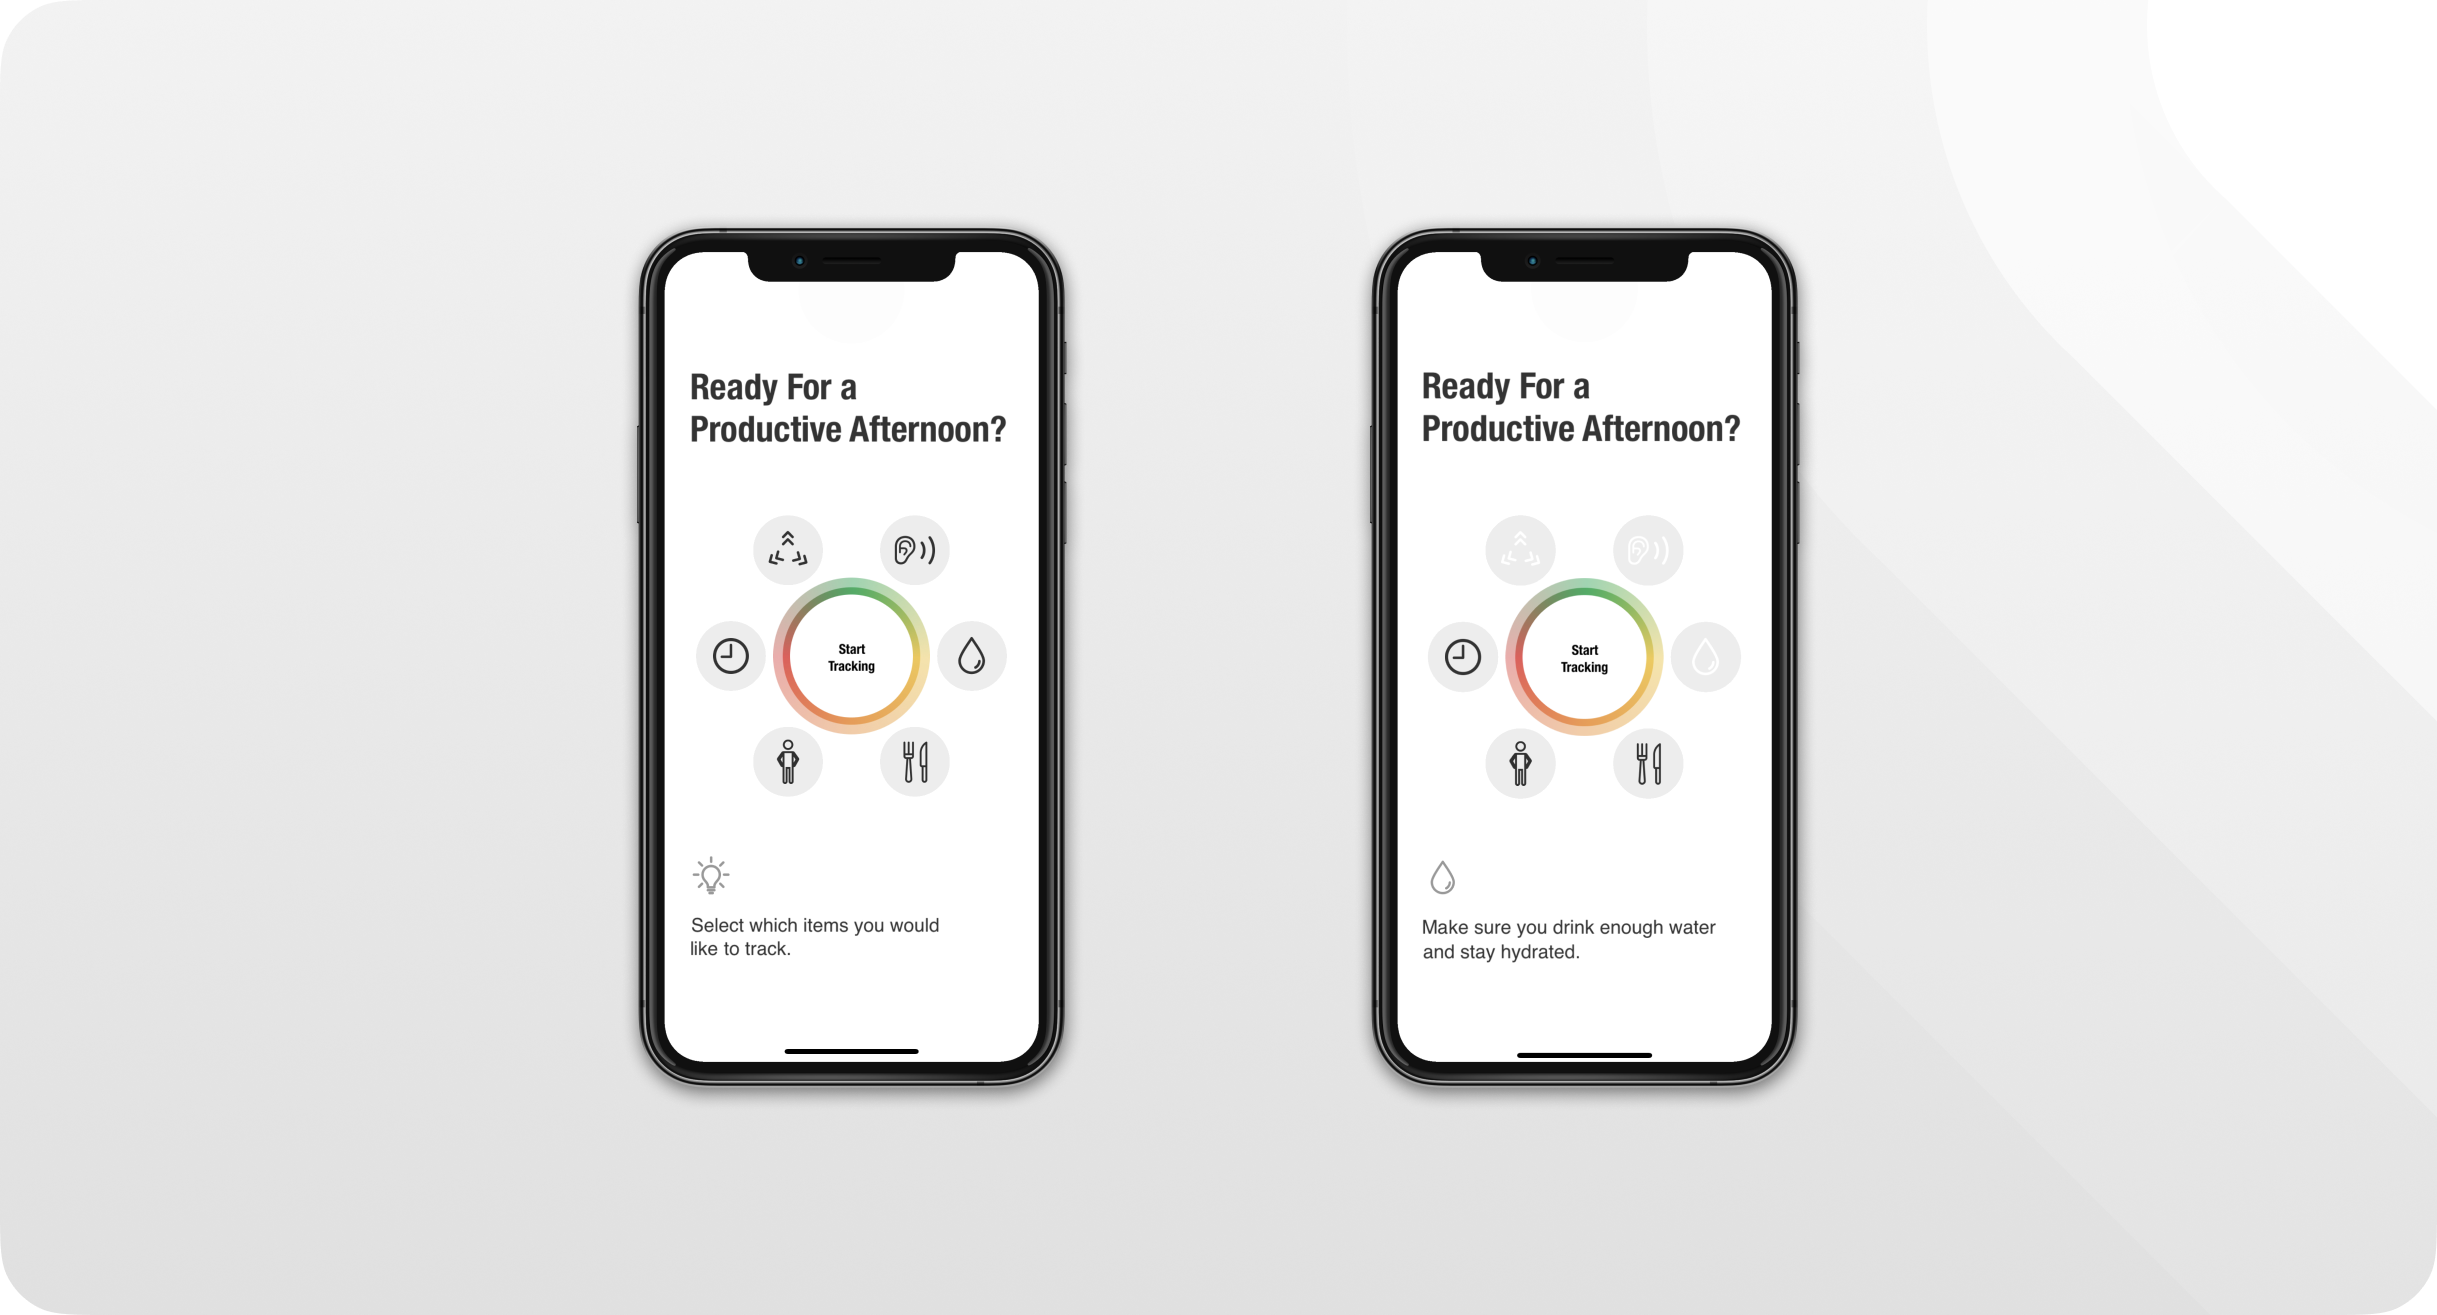 Ready For a
Productive Afternoon?
Start
Tracking
Select which items you would
like to track.
Ready For a
Productive Afternoon?
Start
Tracking
Make sure you drink enough water
and stay hydrated.